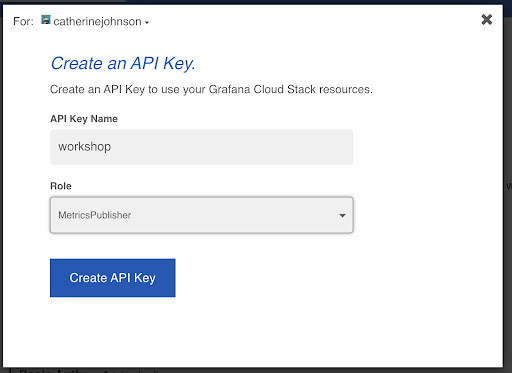 For: catherinejohnson
Create an API Key.
Create an API Key to use your Grafana Cloud Stack resources.
API Key Name
workshop
Role
MetricsPublisher
Create API Key